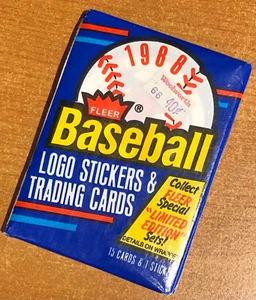 1988
Woolworth
66 40¢
FLEER ®
Baseball
LOGO STICKERS &
TRADING CARDS
Collect
FLEER
Special
"LIMITED
EDITION"
Sets!
DETAILS ON WRAPPER
15 CARDS & 1 STICKER